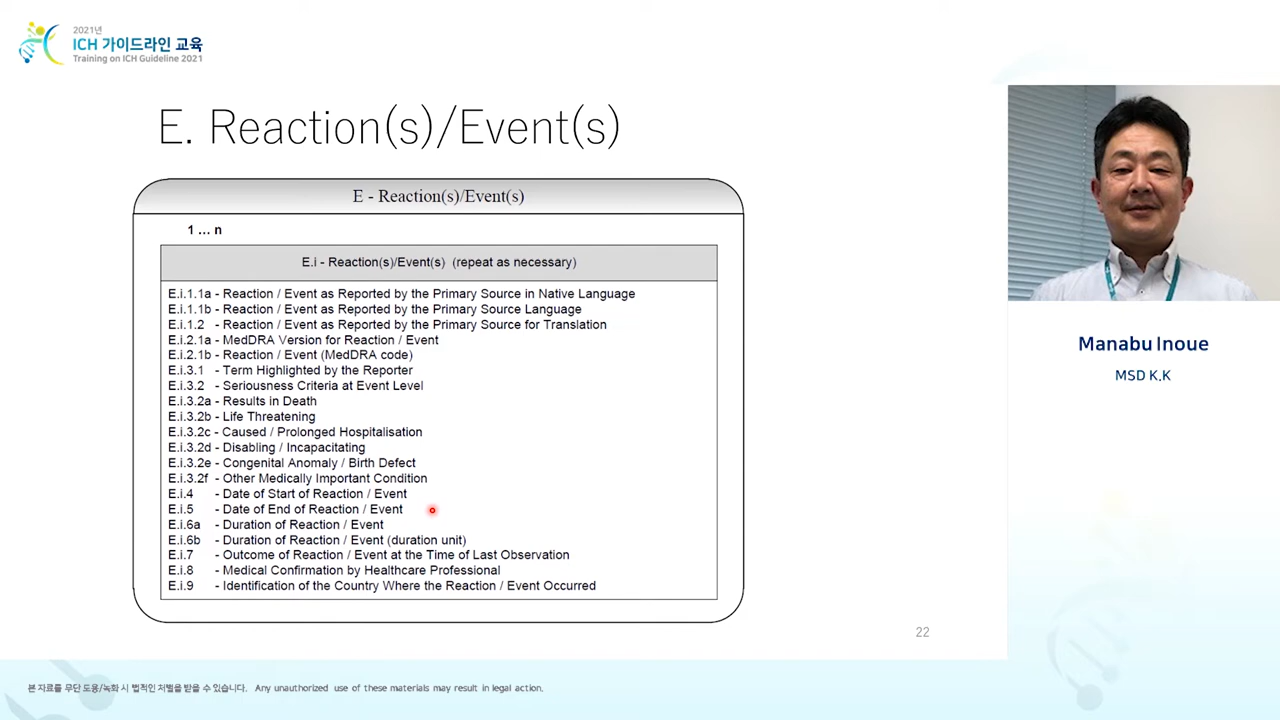 2021년
ICH 가이드라인 교육
Training on ICH Guideline 2021
E. Reaction(s)/Event(s)
E - Reaction(s)/Event(s)
1 ... n
E.i - Reaction(s)/Event(s) (repeat as necessary)
E.i.1.1a - Reaction / Event as Reported by the Primary Source in Native Language
E.i.1.1b - Reaction / Event as Reported by the Primary Source Language
E.i.1.2 - Reaction / Event as Reported by the Primary Source for Translation
E.i.2.1a - MedDRA Version for Reaction / Event
E.i.2.1b - Reaction / Event (MedDRA code)
E.i.3.1 - Term Highlighted by the Reporter
E.i.3.2 - Seriousness Criteria at Event Level
E.i.3.2a - Results in Death
E.i.3.2b - Life Threatening
E.i.3.2c - Caused / Prolonged Hospitalisation
E.i.3.2d - Disabling / Incapacitating
E.i.3.2e - Congenital Anomaly / Birth Defect
E.i.3.2f - Other Medically Important Condition
E.i.4 - Date of Start of Reaction / Event
E.i.5 - Date of End of Reaction / Event
E.i.6a - Duration of Reaction / Event
E.i.6b - Duration of Reaction / Event (duration unit)
E.i.7 - Outcome of Reaction / Event at the Time of Last Observation
E.i.8 - Medical Confirmation by Healthcare Professional
E.i.9 - Identification of the Country Where the Reaction / Event Occurred
22
Manabu Inoue
MSD K.K
본 자료를 무단 도용/녹화 시 법적인 처벌을 받을 수 있습니다. Any unauthorized use of these materials may result in legal action.